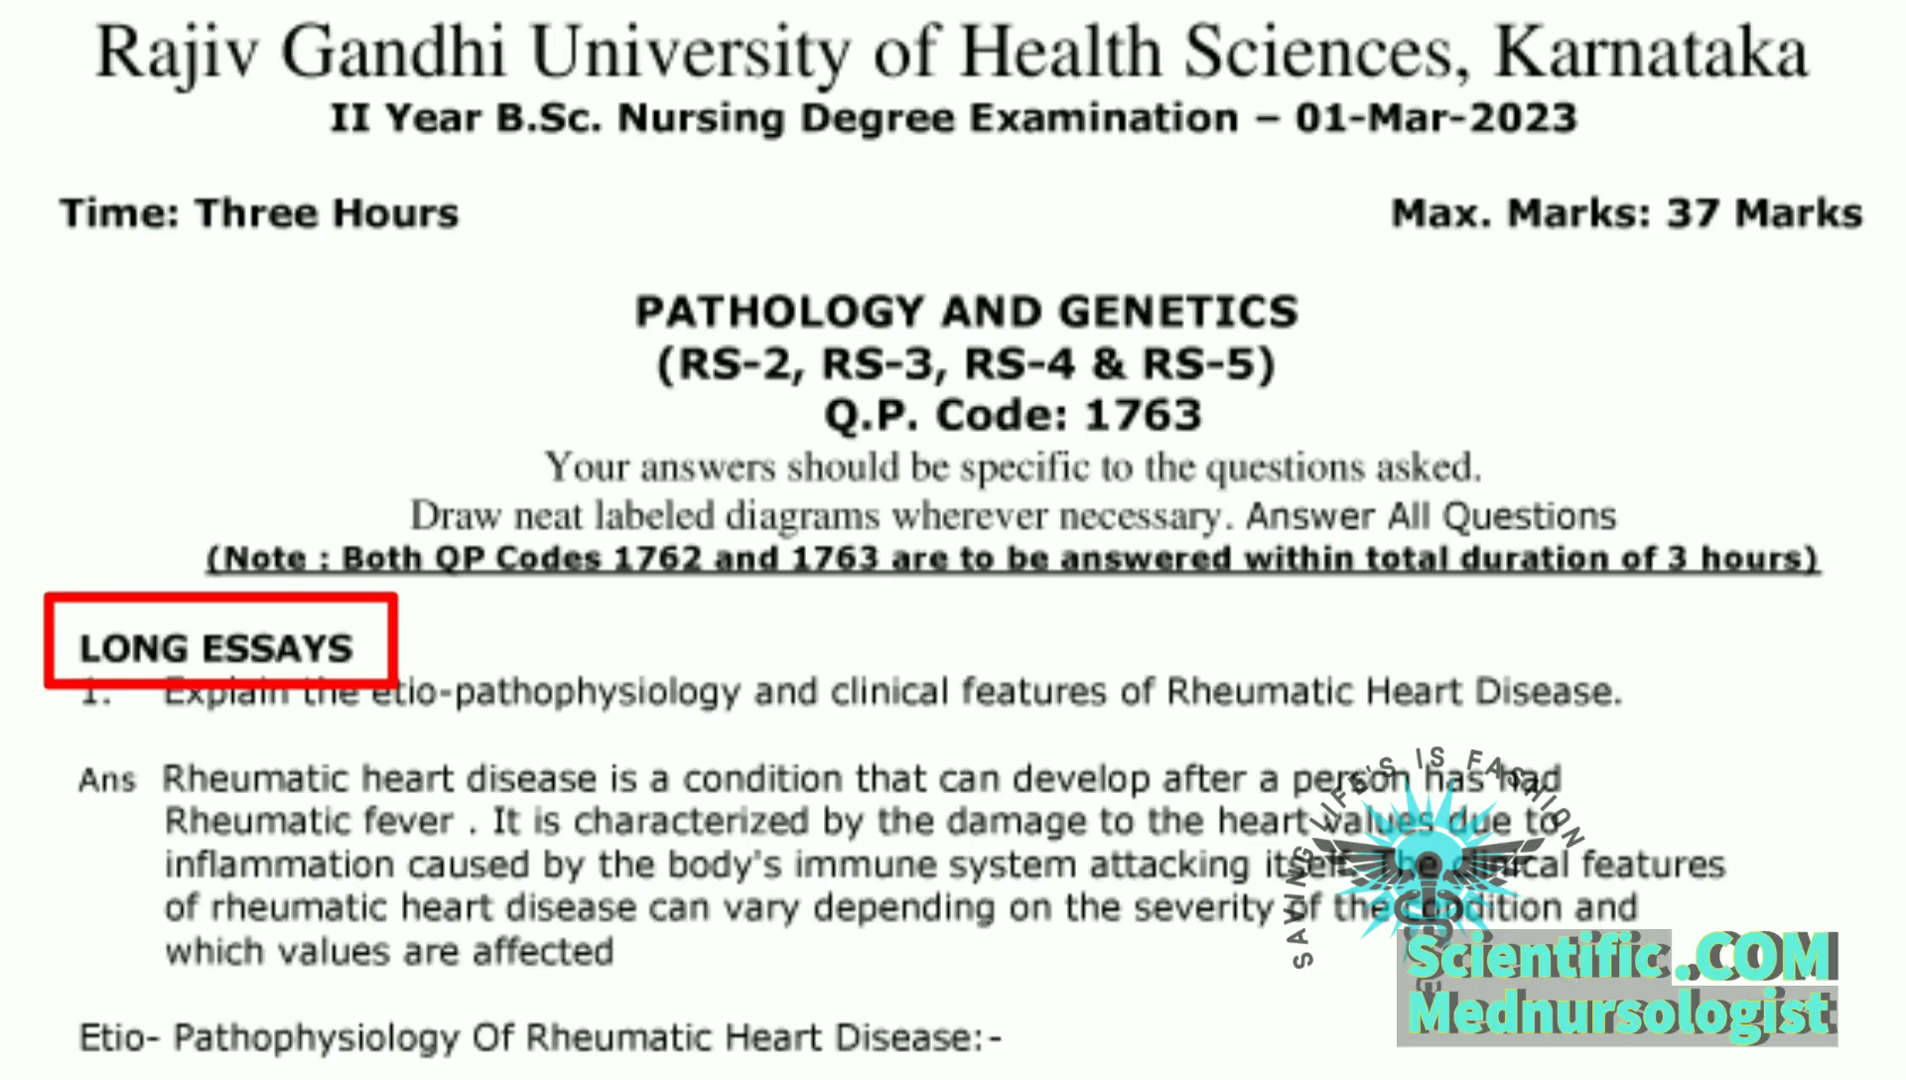 Rajiv Gandhi University of Health Sciences, Karnataka
II Year B.Sc. Nursing Degree Examination – 01-Mar-2023
Time: Three Hours
Max. Marks: 37 Marks
PATHOLOGY AND GENETICS
(RS-2, RS-3, RS-4 & RS-5)
Q.P. Code: 1763
Your answers should be specific to the questions asked.
Draw neat labeled diagrams wherever necessary. Answer All Questions
(Note : Both QP Codes 1762 and 1763 are to be answered within total duration of 3 hours)
LONG ESSAYS
1. Explain the etio-pathophysiology and clinical features of Rheumatic Heart Disease.
Ans Rheumatic heart disease is a condition that can develop after a person has had
Rheumatic fever . It is characterized by the damage to the heart values due to
inflammation caused by the body's immune system attacking itself. The clinical features
of rheumatic heart disease can vary depending on the severity of the condition and
which values are affected
Etio- Pathophysiology Of Rheumatic Heart Disease:-
SAVING LIFE'S IS FASHION
Scientific .COM
Mednursologist